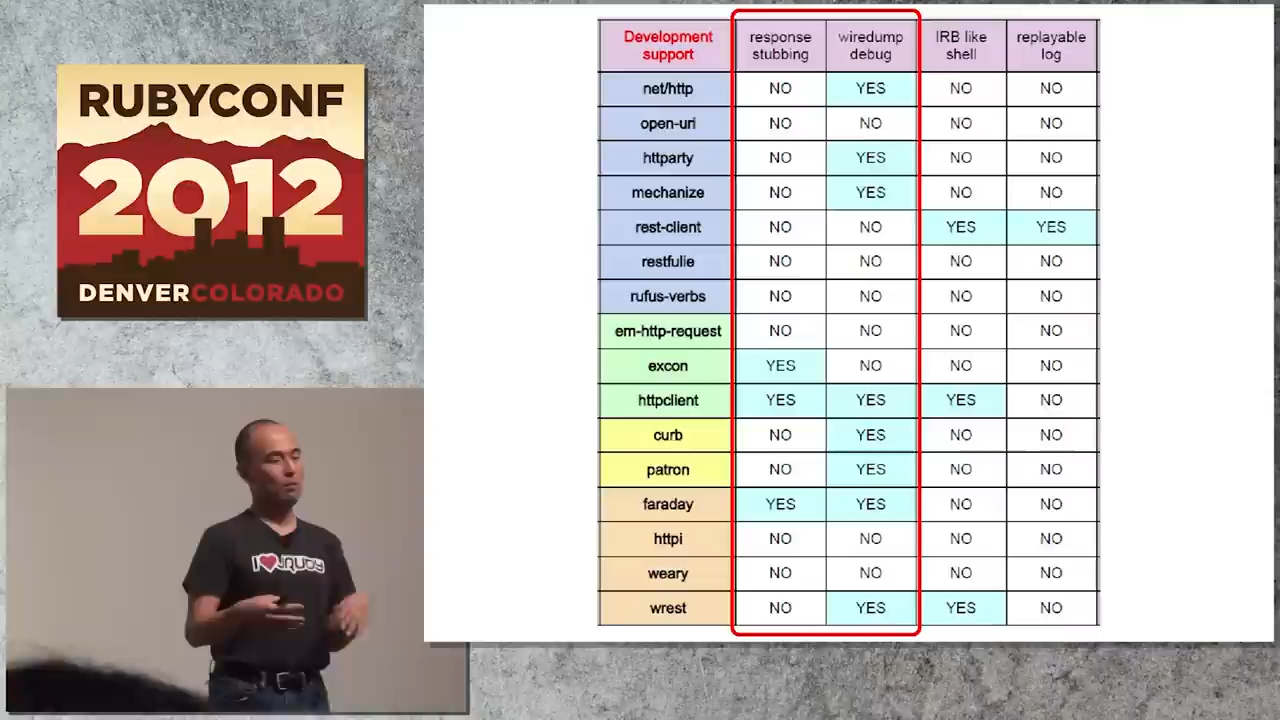 RUBYCONF
2012
DENVERCOLORADO
I ❤ JRUBY
Development support response stubbing wiredump debug IRB like shell replayable log
net/http NO YES NO NO
open-uri NO NO NO NO
httparty NO YES NO NO
mechanize NO YES NO NO
rest-client NO NO YES YES
restfulie NO NO NO NO
rufus-verbs NO NO NO NO
em-http-request NO NO NO NO
excon YES NO NO NO
httpclient YES YES YES NO
curb NO YES NO NO
patron NO YES NO NO
faraday YES YES NO NO
httpi NO NO NO NO
weary NO NO NO NO
wrest NO YES YES NO